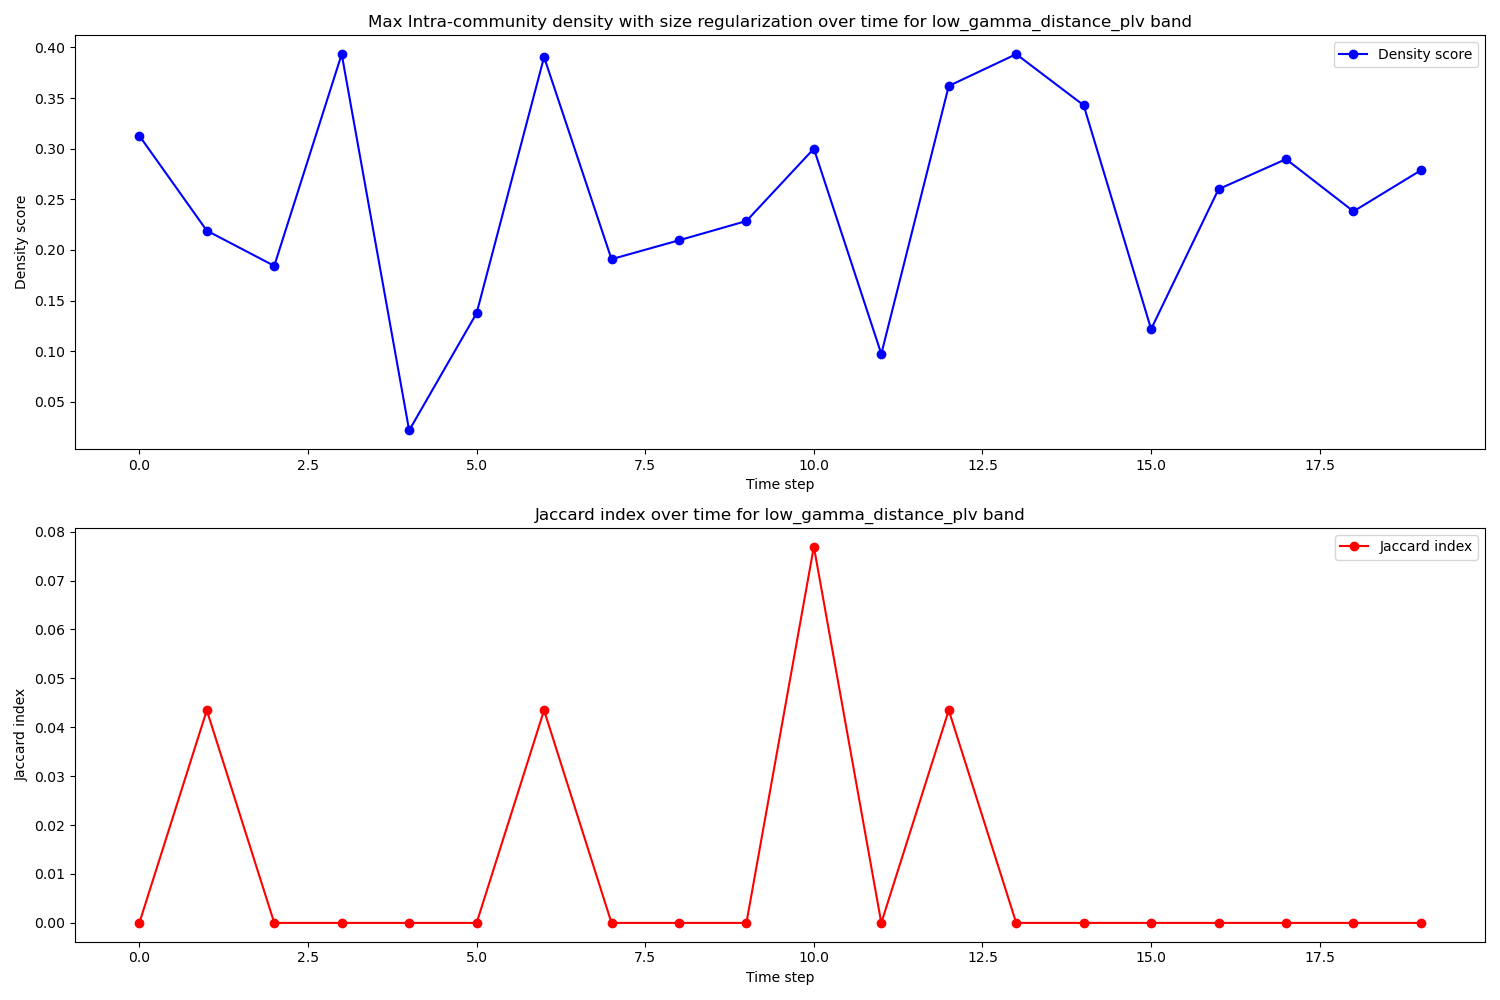 Max Intra-community density with size regularization over time for low_gamma_distance_plv band
Density score
0.40
0.35
0.30
0.25
0.20
0.15
0.10
0.05
Density score
0.0 2.5 5.0 7.5 10.0 12.5 15.0 17.5
Time step
Jaccard index over time for low_gamma_distance_plv band
Jaccard index
0.08
0.07
0.06
0.05
0.04
0.03
0.02
0.01
0.00
Jaccard index
0.0 2.5 5.0 7.5 10.0 12.5 15.0 17.5
Time step